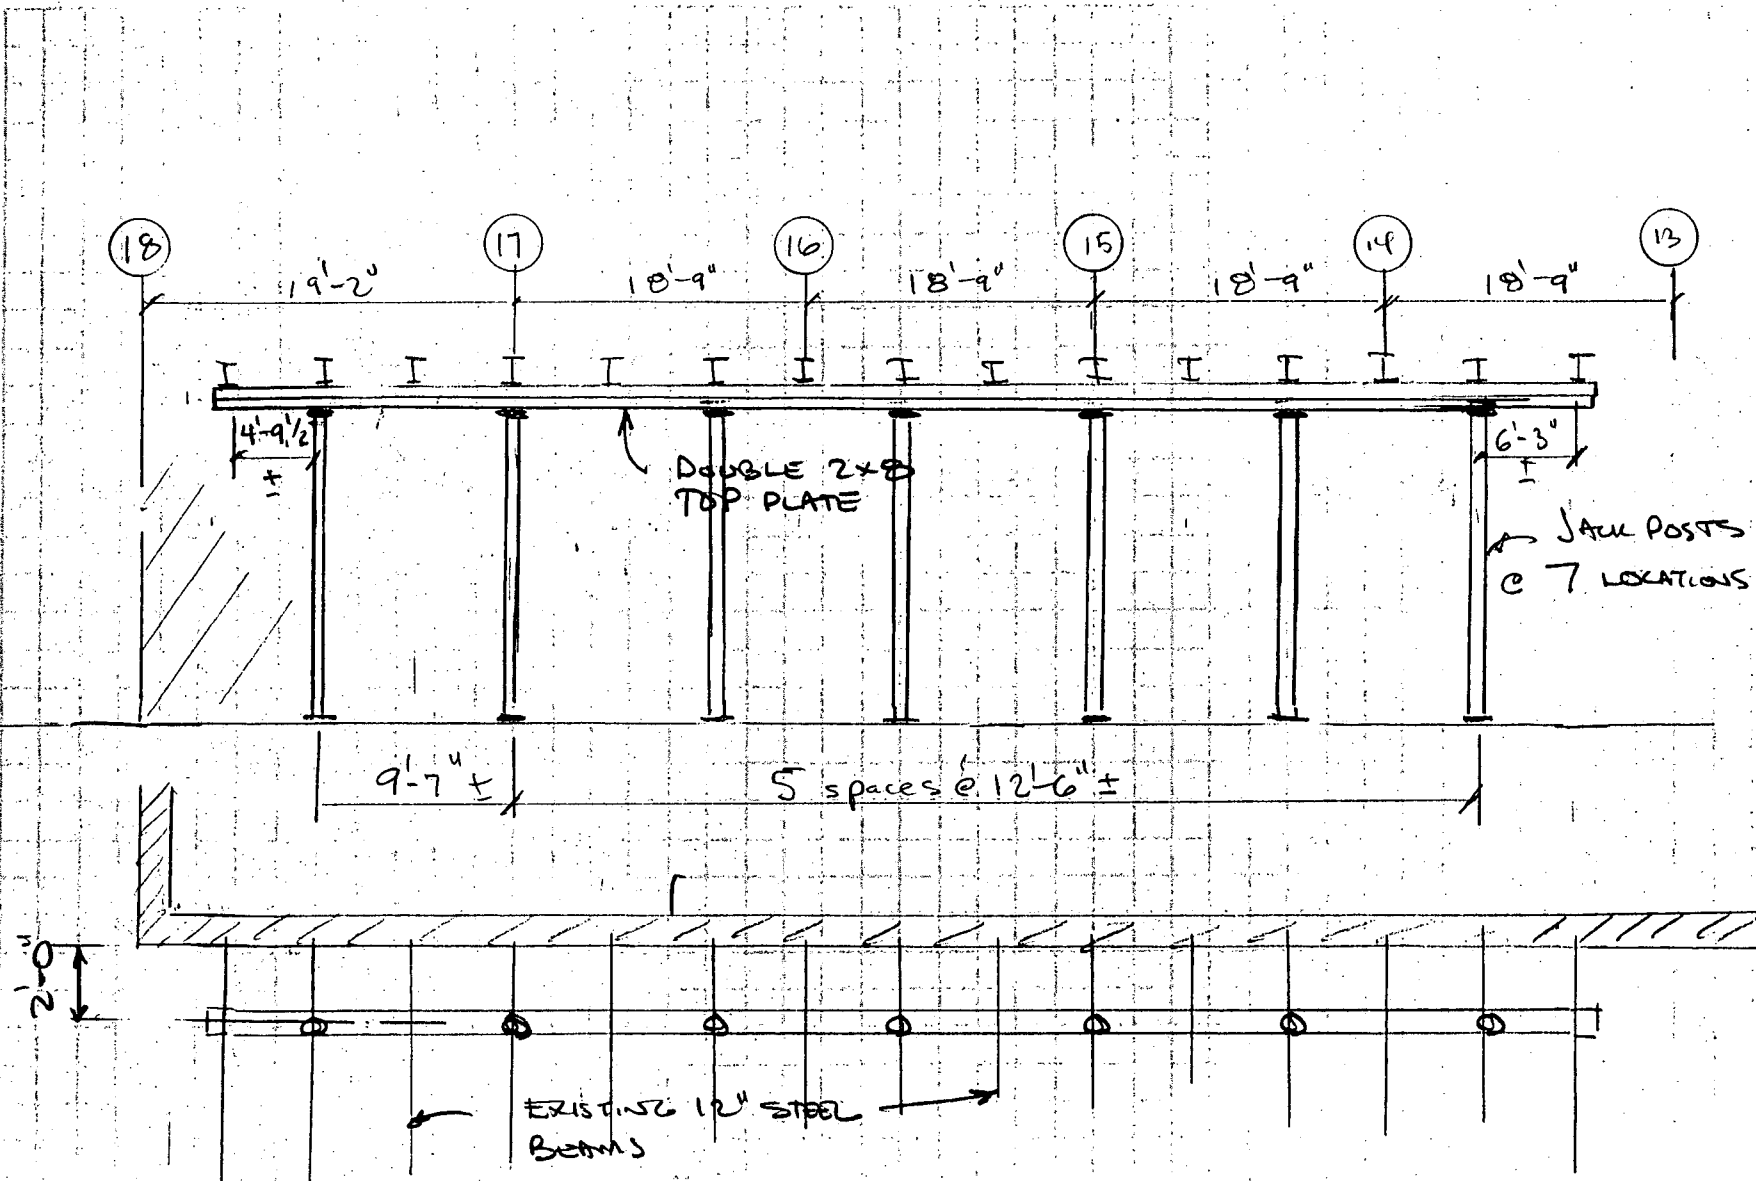 18 17 16 15 14 13
19'-2" 18'-9" 18'-9" 18'-9" 18'-9"
I I I I I I I I I I I I I I I
4'-9 1/2 6'-3"
± ±
DOUBLE 2x8
TOP PLATE
JACK POSTS
@ 7 LOCATIONS
9'-7" ± 5 spaces @ 12'-6" ±
2'-0"
EXISTING 12" STEEL
BEAMS